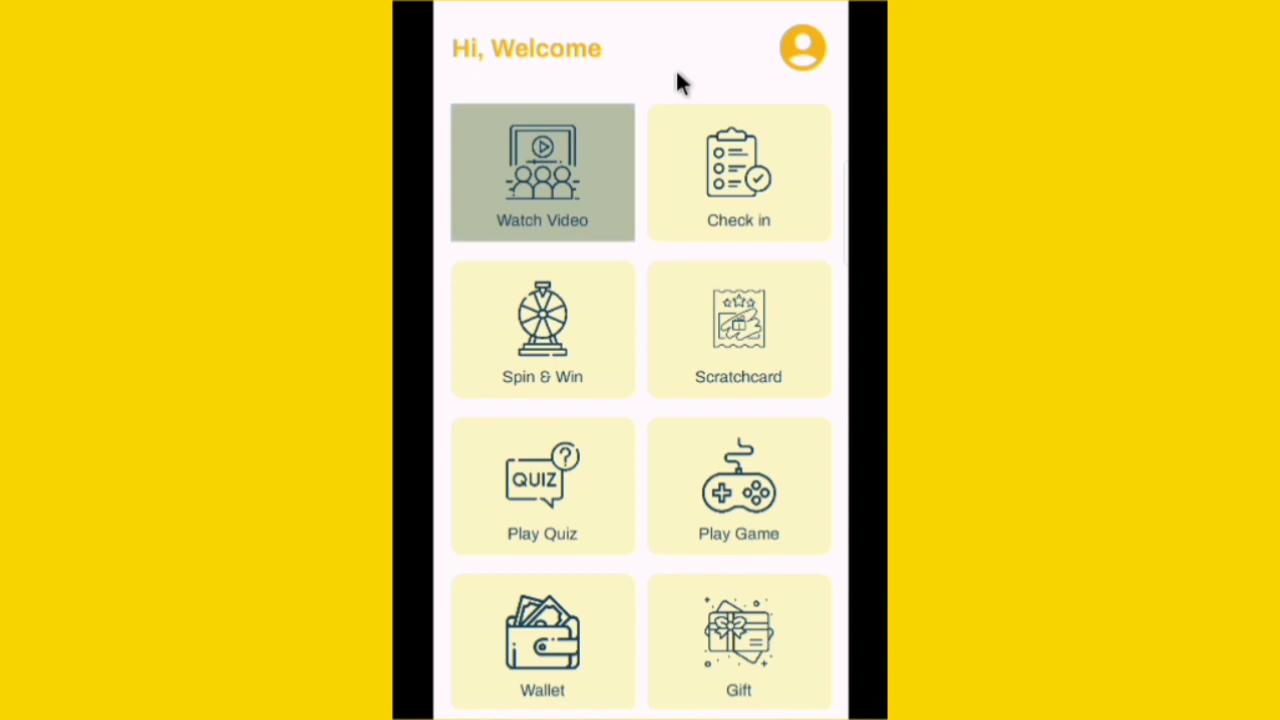 Hi, Welcome
Watch Video
Check in
Spin & Win
Scratchcard
QUIZ
?
Play Quiz
Play Game
Wallet
Gift